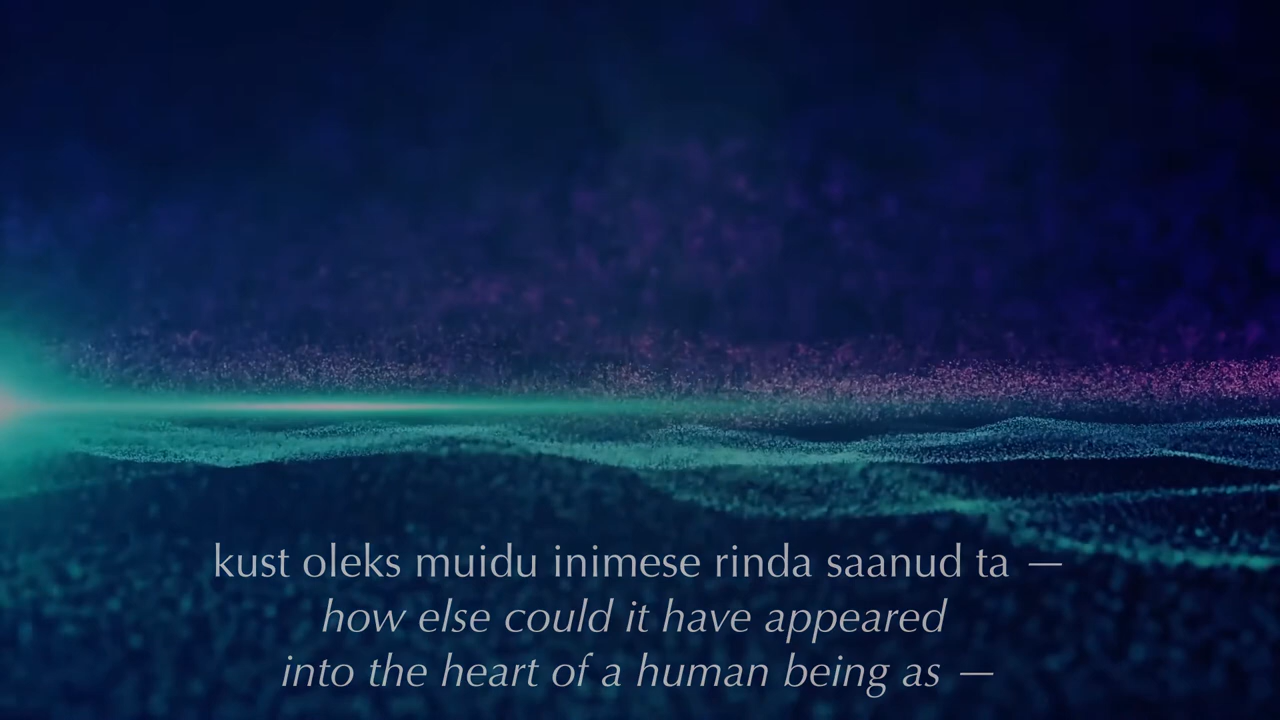 kust oleks muidu inimese rinda saanud ta —
how else could it have appeared
into the heart of a human being as —